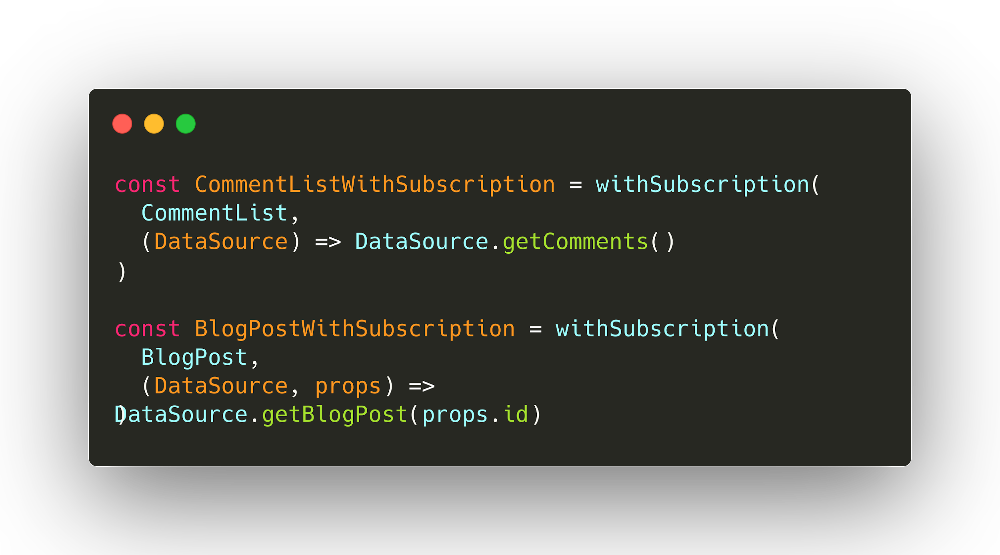 const CommentListWithSubscription = withSubscription(
  CommentList,
  (DataSource) => DataSource.getComments()
)

const BlogPostWithSubscription = withSubscription(
  BlogPost,
  (DataSource, props) =>
DataSource.getBlogPost(props.id)
)